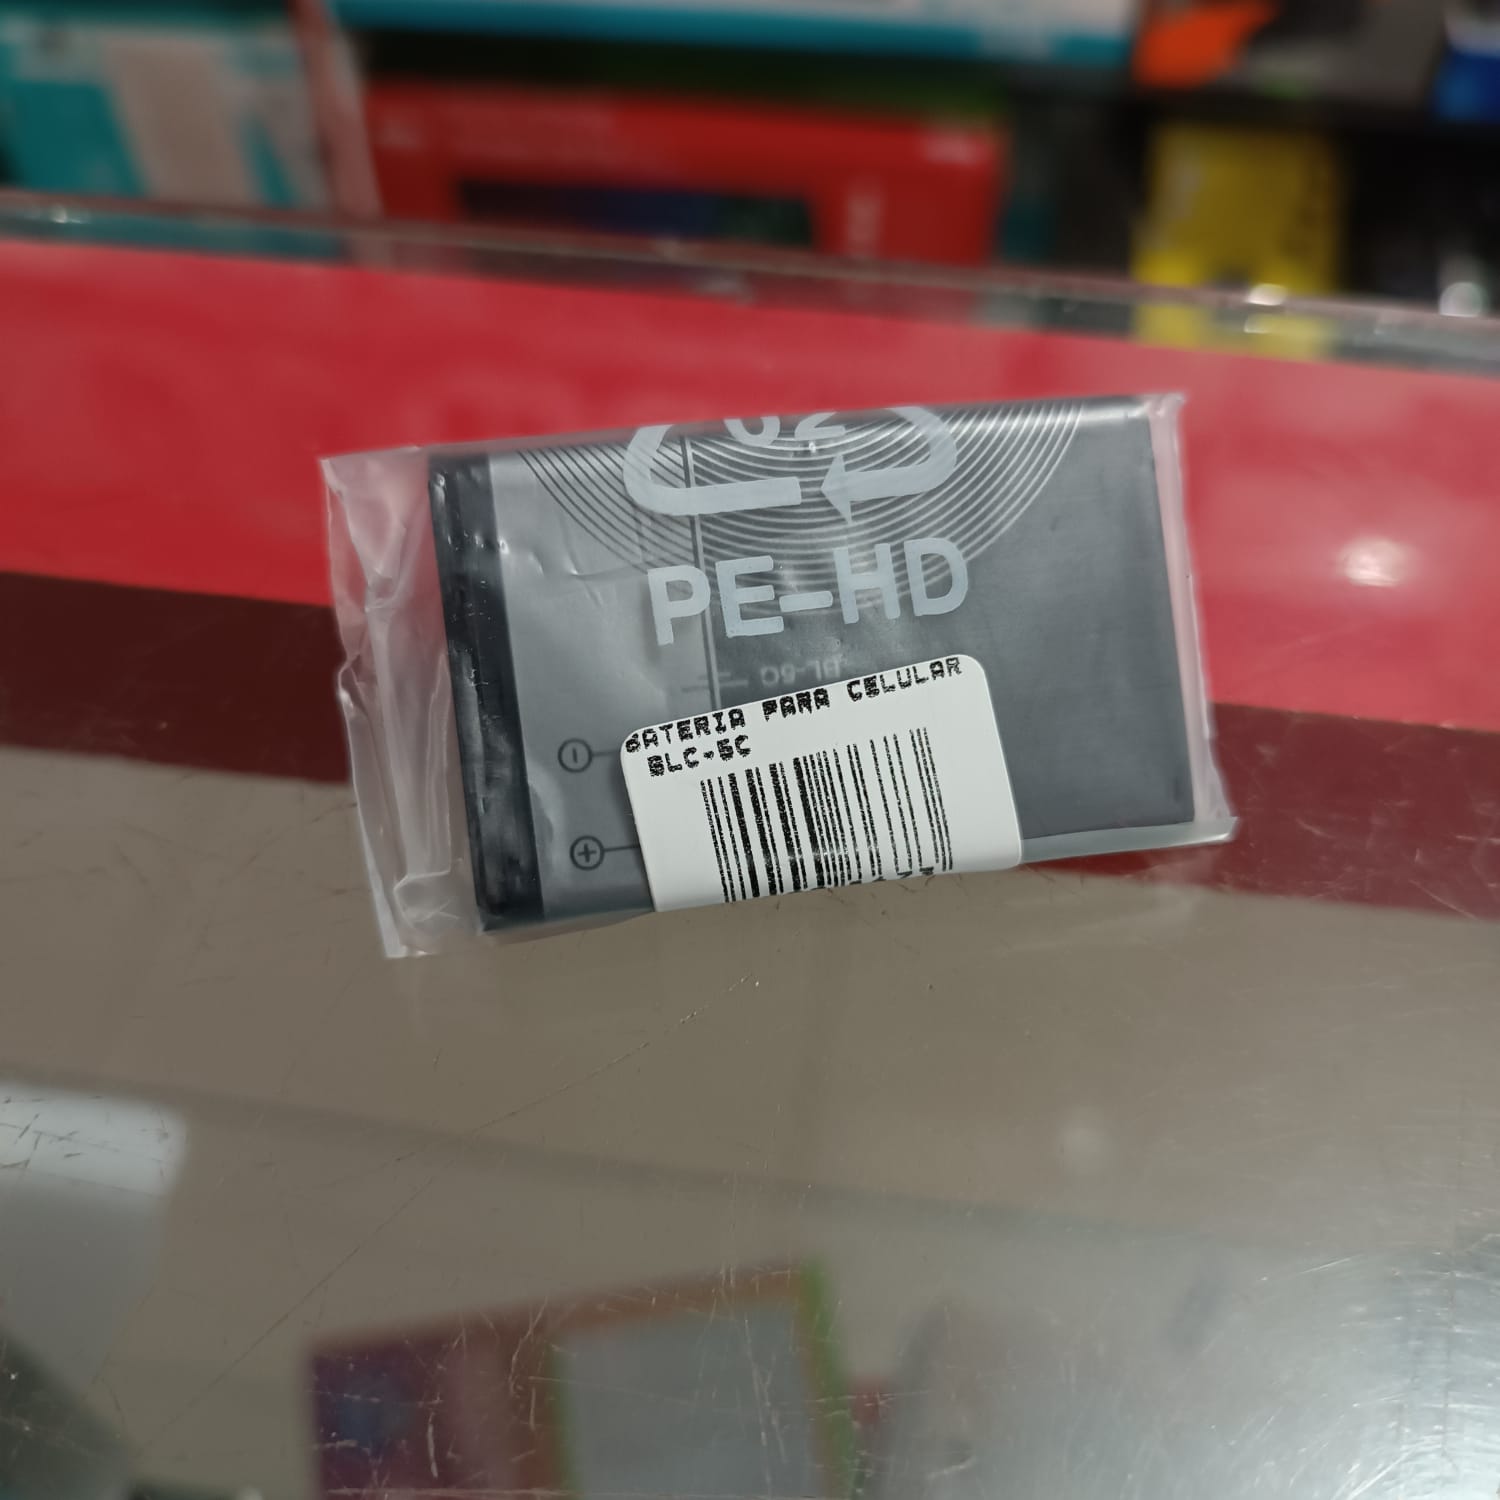 02
PE-HD
BATERIA PARA CELULAR
BLC-5C